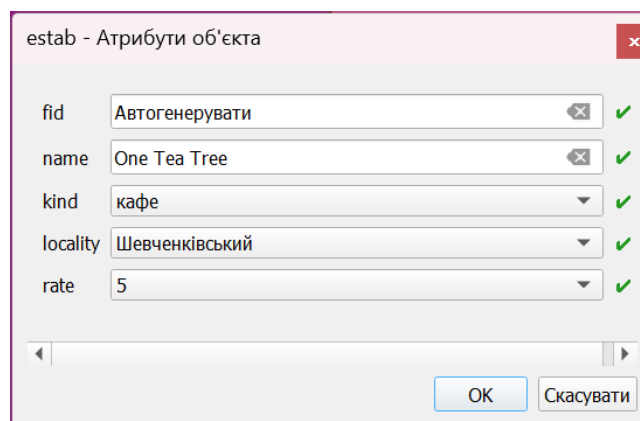 estab - Атрибути об'єкта
fid Автогенерувати
name One Tea Tree
kind кафе
locality Шевченківський
rate 5
OK Скасувати